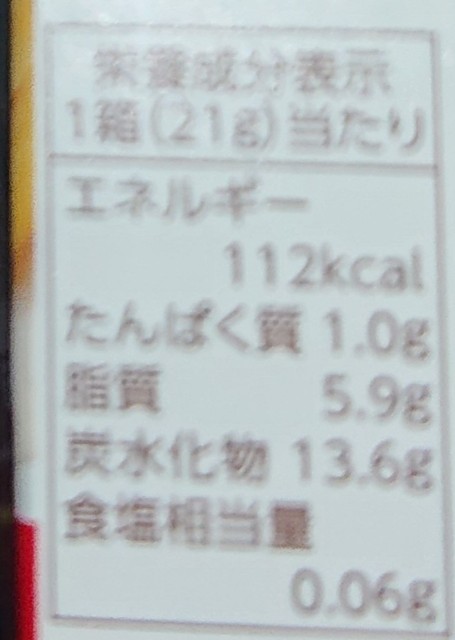 栄養成分表示
1箱(21g)当たり
エネルギー
112kcal
たんぱく質 1.0g
脂質 5.9g
炭水化物 13.6g
食塩相当量
0.06g